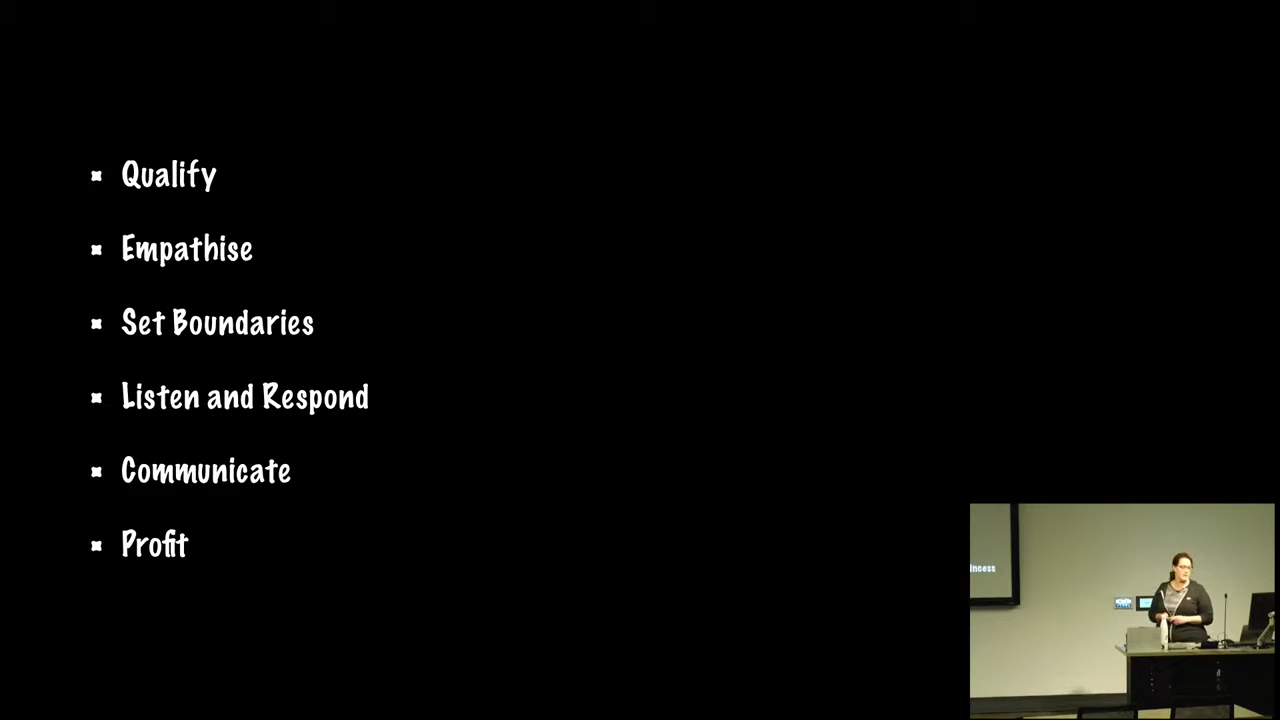 Qualify
Empathise
Set Boundaries
Listen and Respond
Communicate
Profit